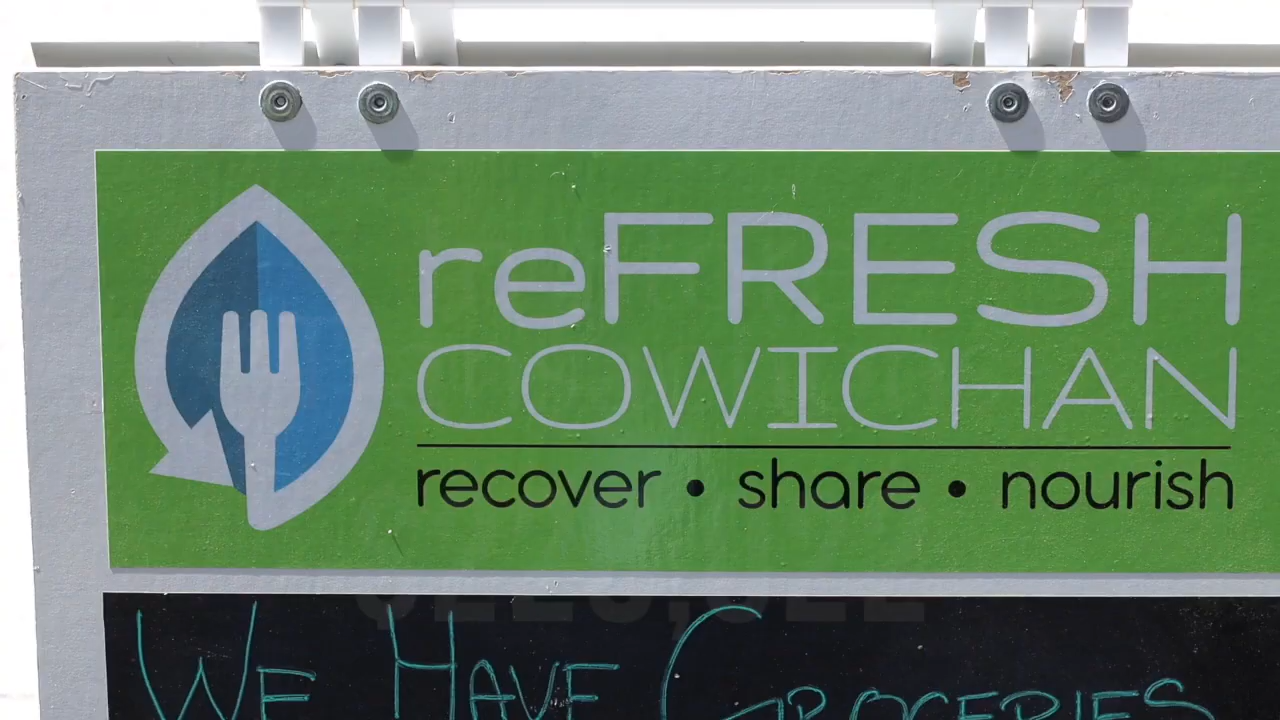 reFRESH
COWICHAN
recover • share • nourish
WE HAVE GROCERIES